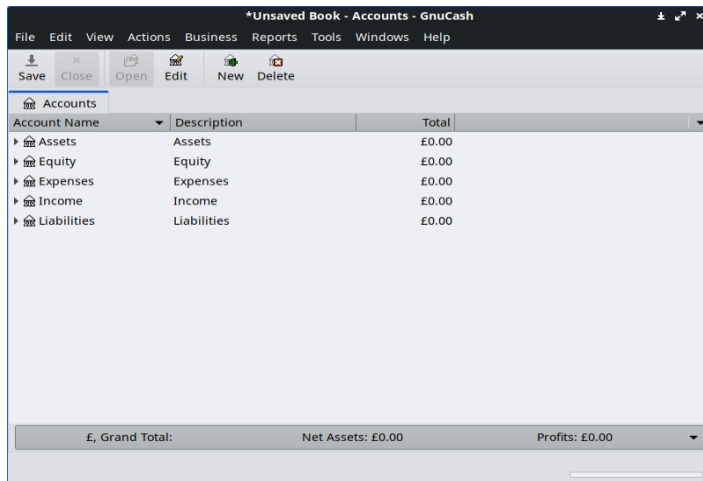 *Unsaved Book - Accounts - GnuCash
File Edit View Actions Business Reports Tools Windows Help
Save Close Open Edit New Delete
Accounts
Account Name Description Total
Assets Assets £0.00
Equity Equity £0.00
Expenses Expenses £0.00
Income Income £0.00
Liabilities Liabilities £0.00
£, Grand Total: Net Assets: £0.00 Profits: £0.00